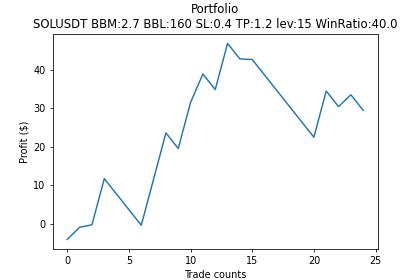 Portfolio
SOLUSDT BBM:2.7 BBL:160 SL:0.4 TP:1.2 lev:15 WinRatio:40.0
Profit ($)
40
30
20
10
0
0
5
10
15
20
25
Trade counts